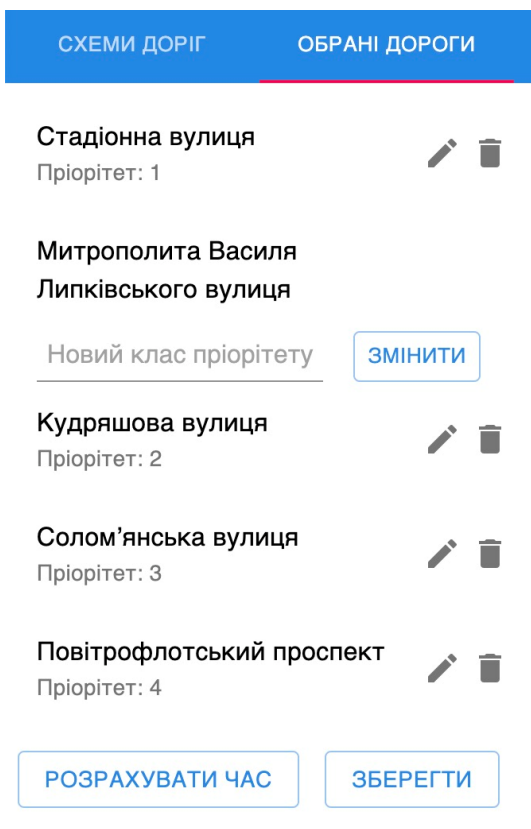 СХЕМИ ДОРІГ ОБРАНІ ДОРОГИ
Стадіонна вулиця
Пріорітет: 1
Митрополита Василя
Липківського вулиця
Новий клас пріорітету ЗМІНИТИ
Кудряшова вулиця
Пріорітет: 2
Солом’янська вулиця
Пріорітет: 3
Повітрофлотський проспект
Пріорітет: 4
РОЗРАХУВАТИ ЧАС ЗБЕРЕГТИ